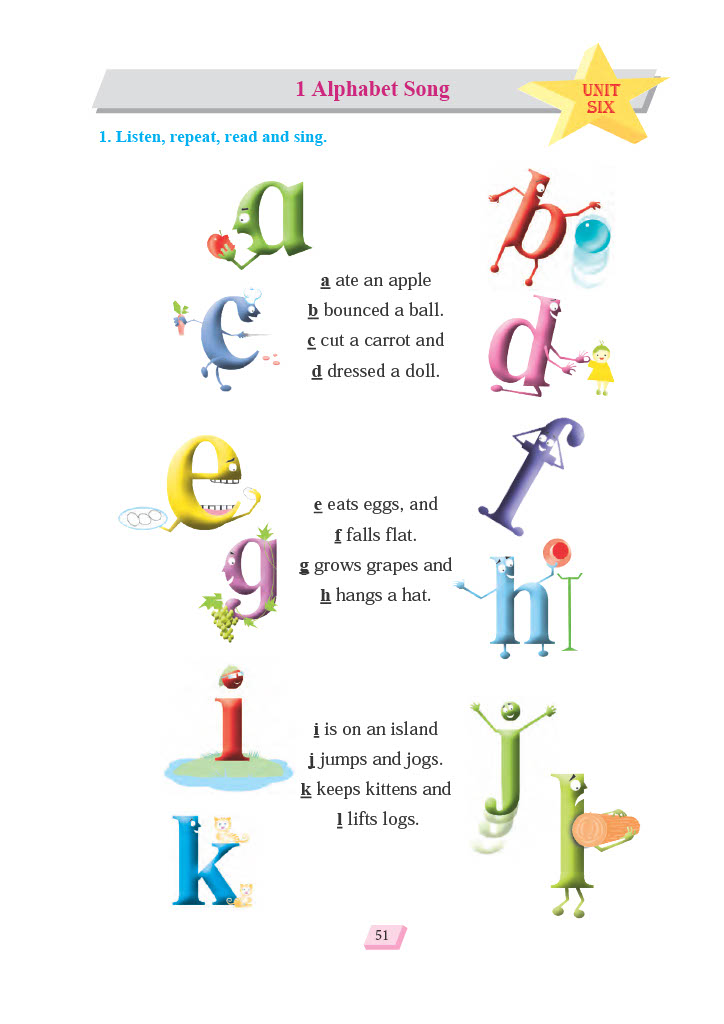 1 Alphabet Song
UNIT
SIX
1. Listen, repeat, read and sing.
a ate an apple
b bounced a ball.
c cut a carrot and
d dressed a doll.
e eats eggs, and
f falls flat.
g grows grapes and
h hangs a hat.
i is on an island
j jumps and jogs.
k keeps kittens and
l lifts logs.
51